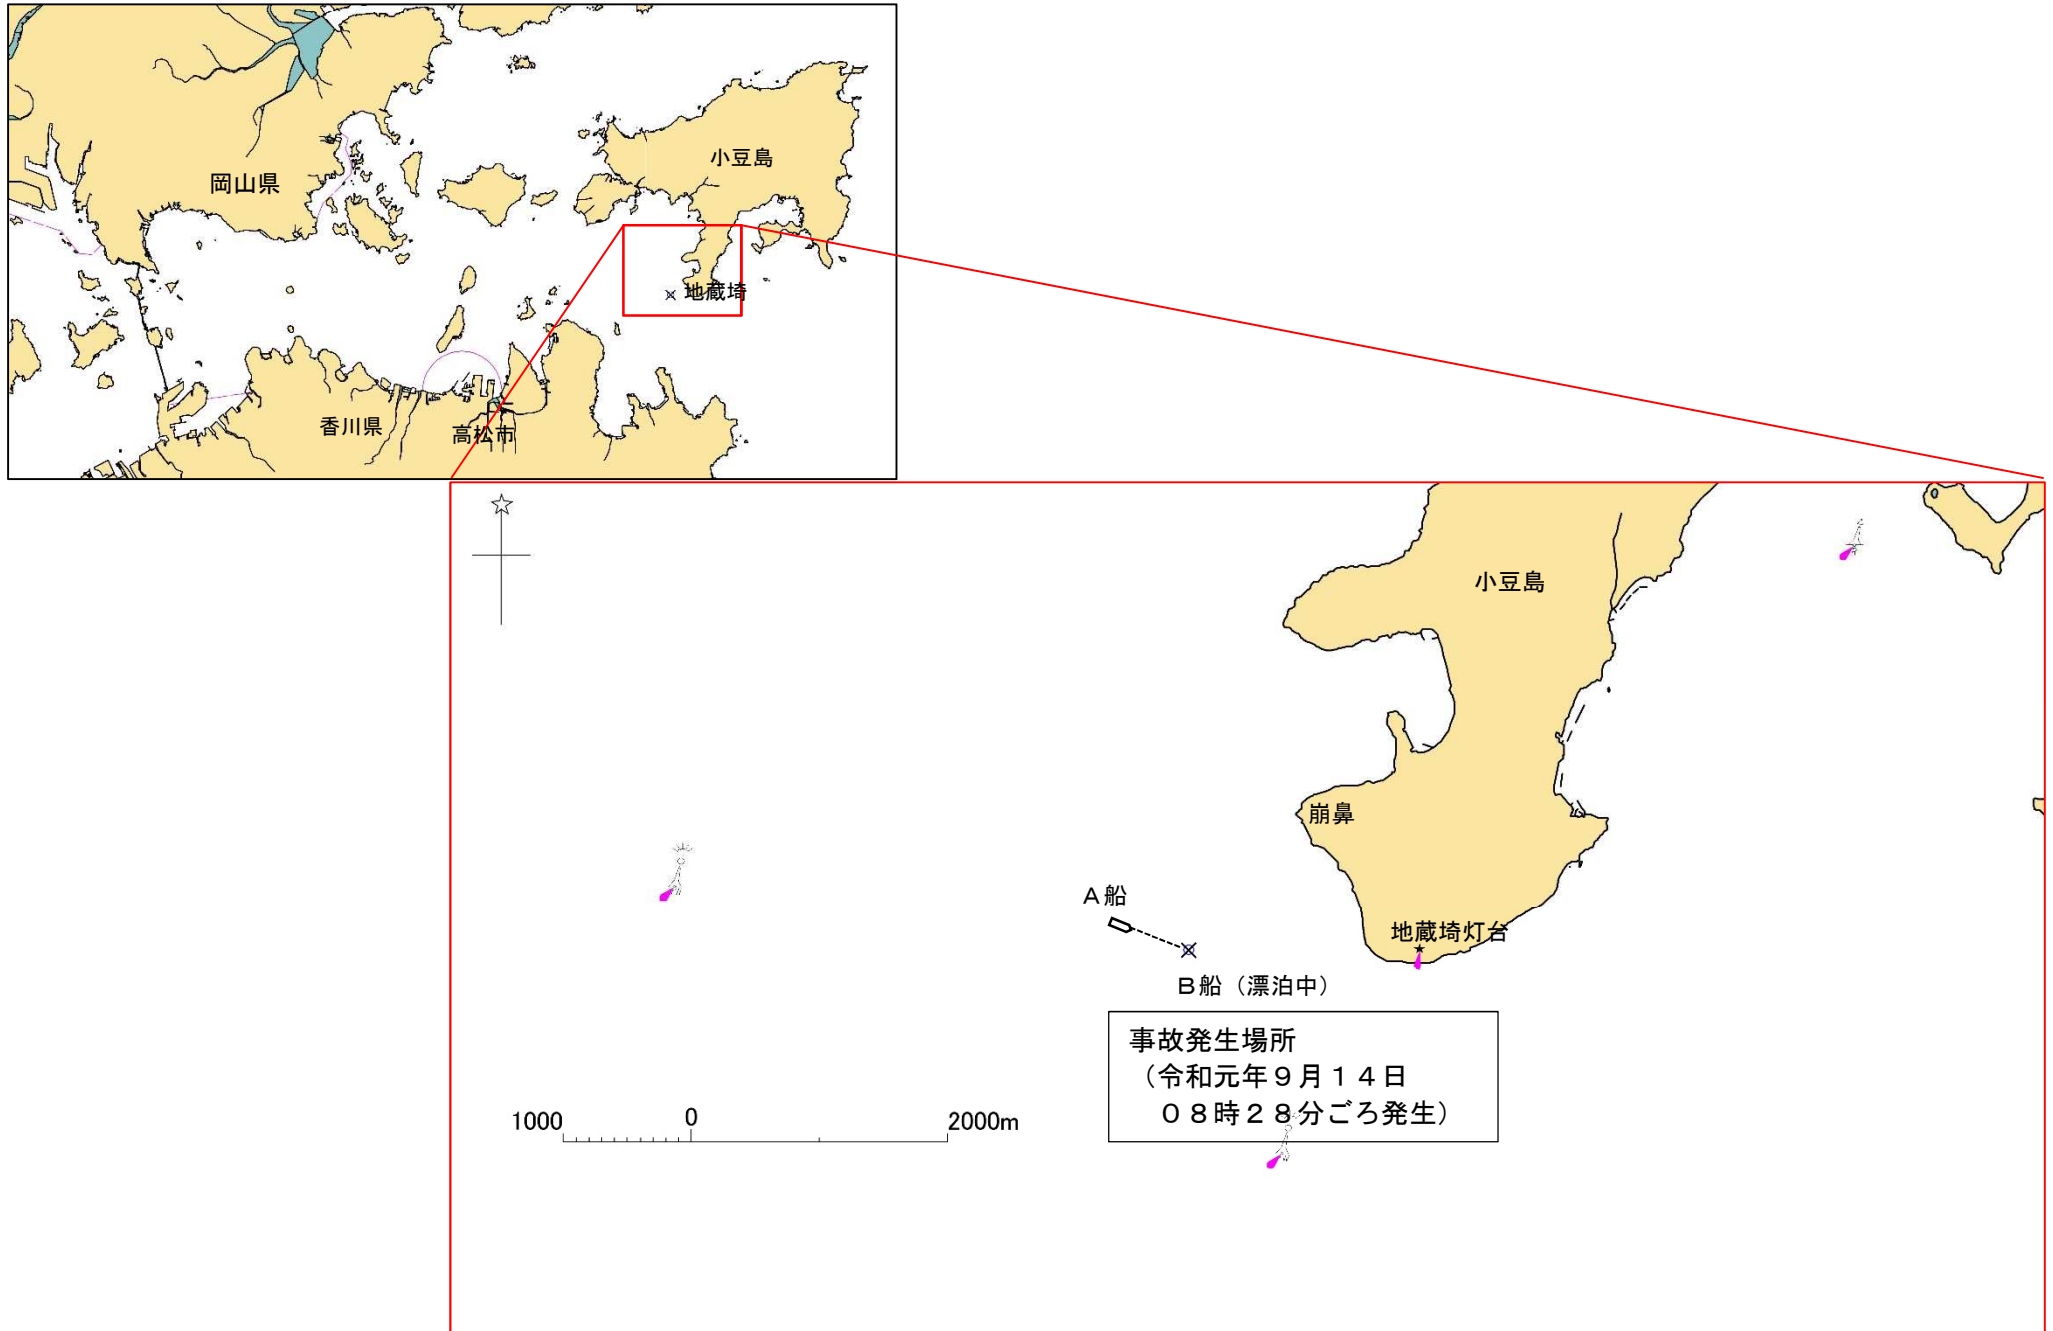 小豆島
岡山県
地蔵埼
香川県
高松市
小豆島
崩鼻
A船
地蔵埼灯台
B船（漂泊中）
事故発生場所
（令和元年９月１４日
０８時２８分ごろ発生）
1000 0 2000m